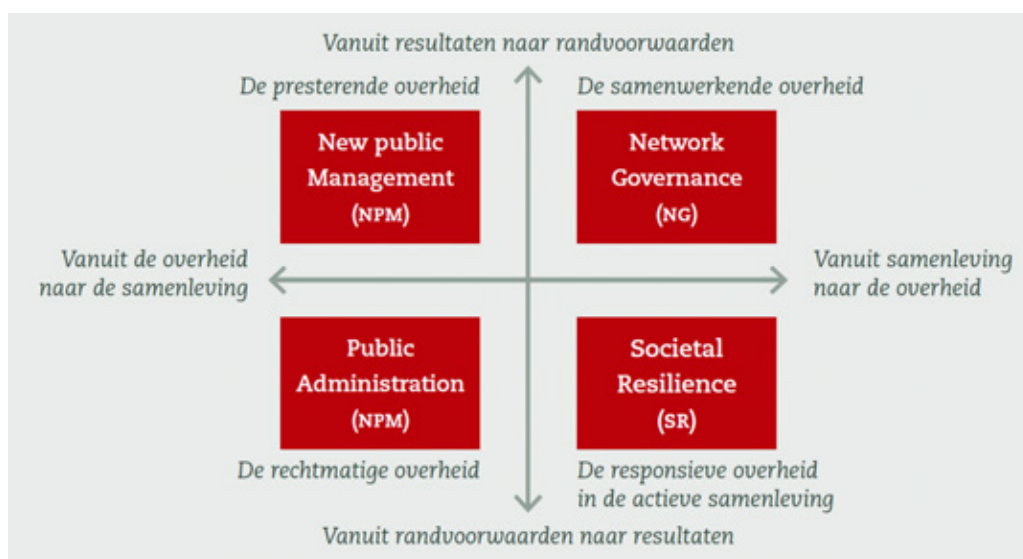 Vanuit resultaten naar randvoorwaarden
De presterende overheid
De samenwerkende overheid
New public
Management
(NPM)
Network
Governance
(NG)
Vanuit de overheid
naar de samenleving
Vanuit samenleving
naar de overheid
Public
Administration
(NPM)
Societal
Resilience
(SR)
De rechtmatige overheid
De responsieve overheid
in de actieve samenleving
Vanuit randvoorwaarden naar resultaten